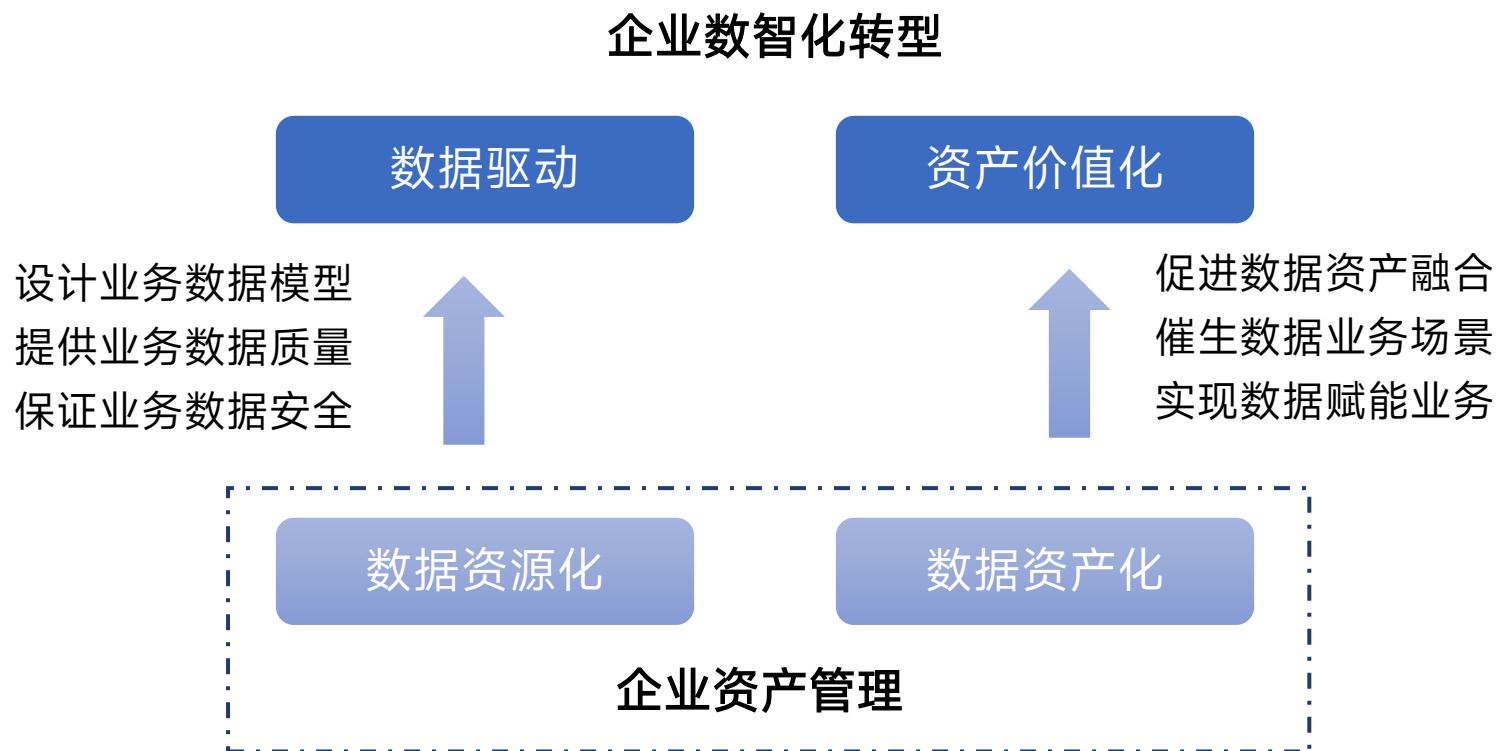 企业数智化转型
数据驱动
资产价值化
设计业务数据模型
提供业务数据质量
保证业务数据安全
促进数据资产融合
催生数据业务场景
实现数据赋能业务
数据资源化
数据资产化
企业资产管理